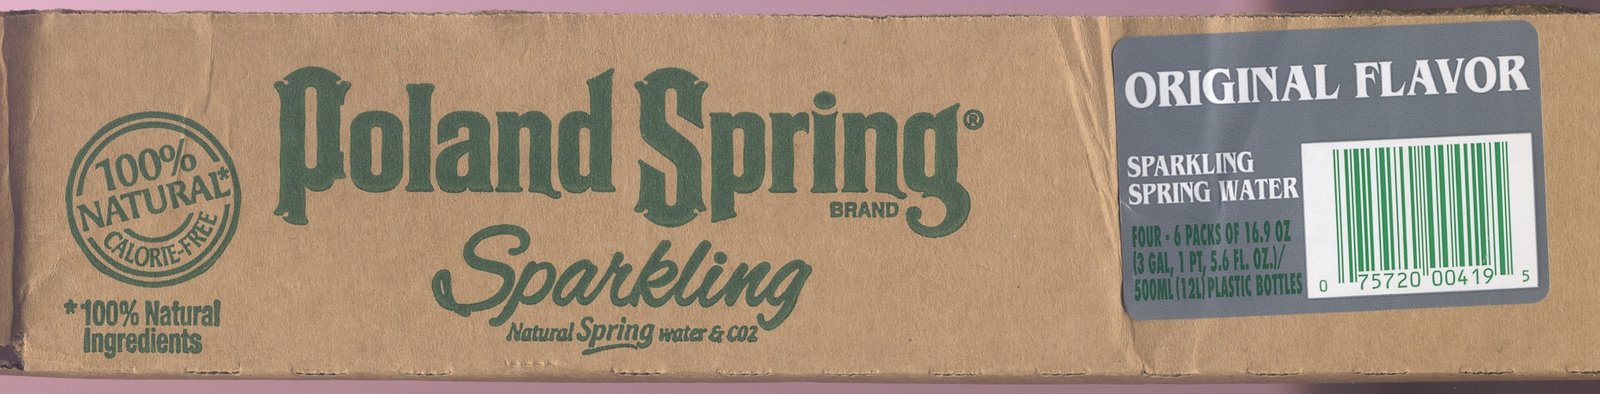 100%
NATURAL*
CALORIE-FREE
*100% Natural
Ingredients
Poland Spring®
BRAND
Sparkling
Natural Spring water & CO2
ORIGINAL FLAVOR
SPARKLING
SPRING WATER
FOUR - 6 PACKS OF 16.9 OZ
(3 GAL, 1 PT, 5.6 FL. OZ.)/
500ML (12L) PLASTIC BOTTLES
0 75720 00419 5